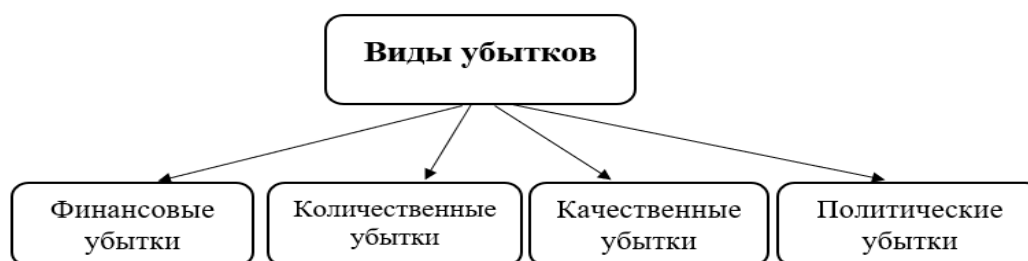 Виды убытков
Финансовые
убытки
Количественные
убытки
Качественные
убытки
Политические
убытки